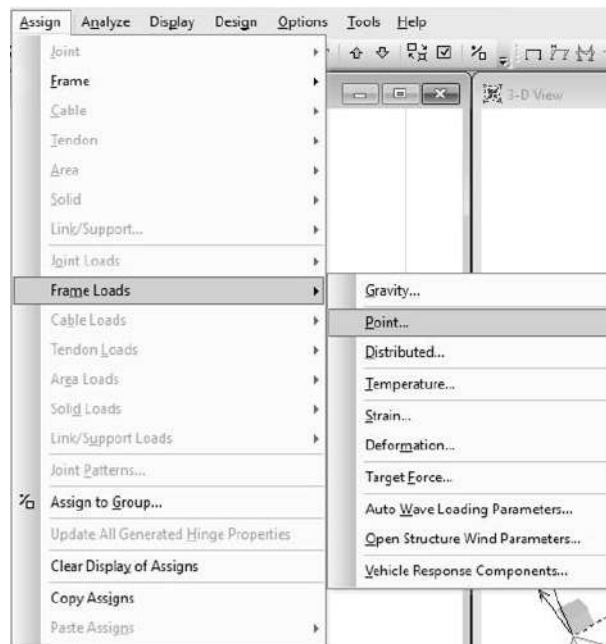 Assign Analyze Display Design Options Tools Help
Joint
Frame
Cable
Tendon
Area
Solid
Link/Support...
Joint Loads
Frame Loads
Cable Loads
Tendon Loads
Area Loads
Solid Loads
Link/Support Loads
Joint Patterns...
Assign to Group...
Update All Generated Hinge Properties
Clear Display of Assigns
Copy Assigns
Paste Assigns
3-D View
Gravity...
Point...
Distributed...
Temperature...
Strain...
Deformation...
Target Force...
Auto Wave Loading Parameters...
Open Structure Wind Parameters...
Vehicle Response Components...